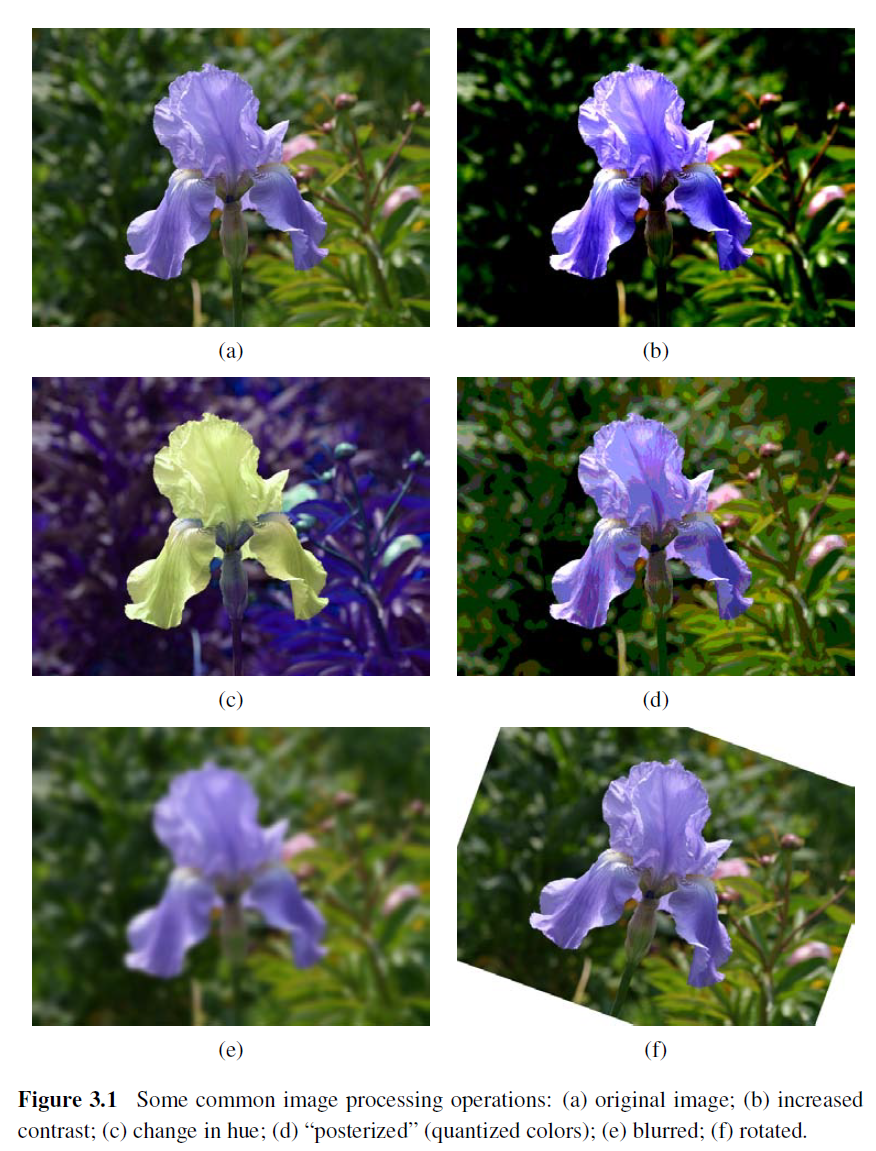 (a)
(b)
(c)
(d)
(e)
(f)
Figure 3.1 Some common image processing operations: (a) original image; (b) increased
contrast; (c) change in hue; (d) “posterized” (quantized colors); (e) blurred; (f) rotated.